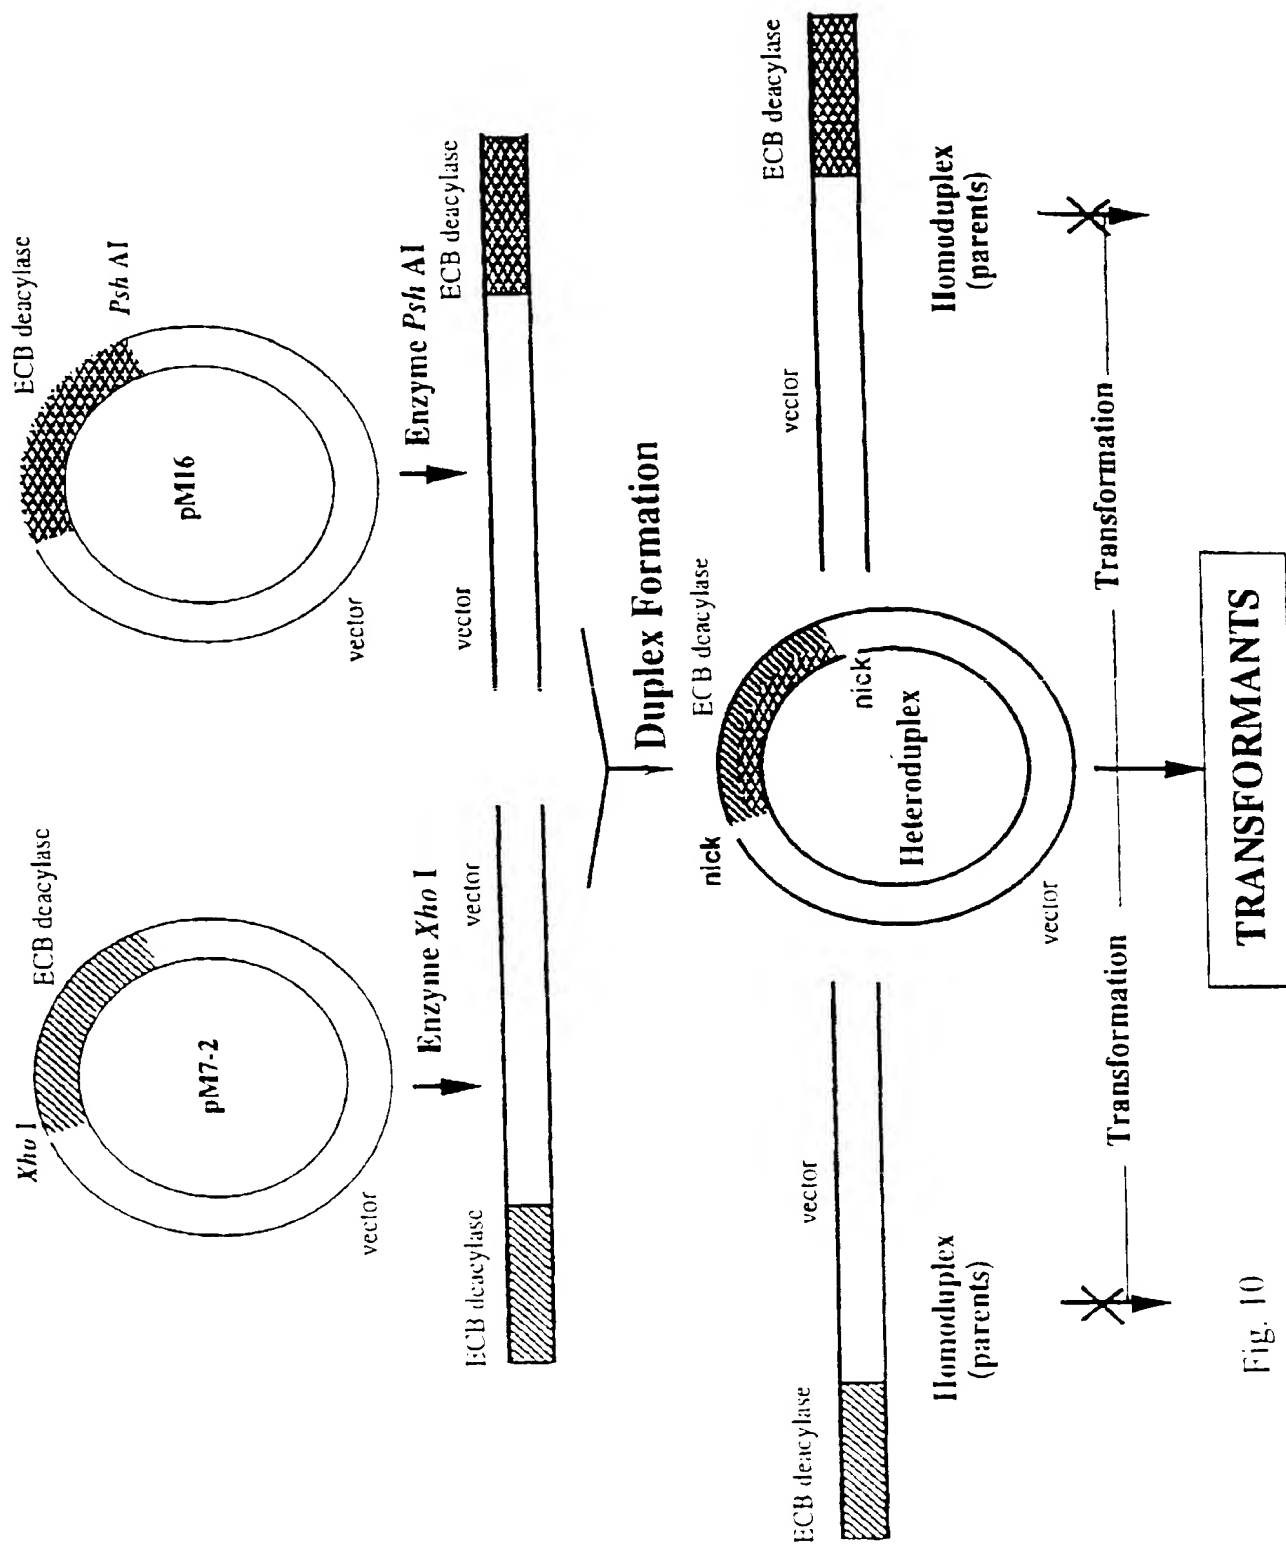 ECB deacylase
Xho I
pM7-2
vector
ECB deacylase
Psh AI
pM16
vector
Enzyme Xho I
Enzyme Psh AI
ECB deacylase
vector
vector
ECB deacylase
Duplex Formation
ECB deacylase
vector
nick
ECB deacylase
nick
Heteroduplex
vector
vector
ECB deacylase
Homoduplex
(parents)
Homoduplex
(parents)
Transformation
Transformation
TRANSFORMANTS
Fig. 10